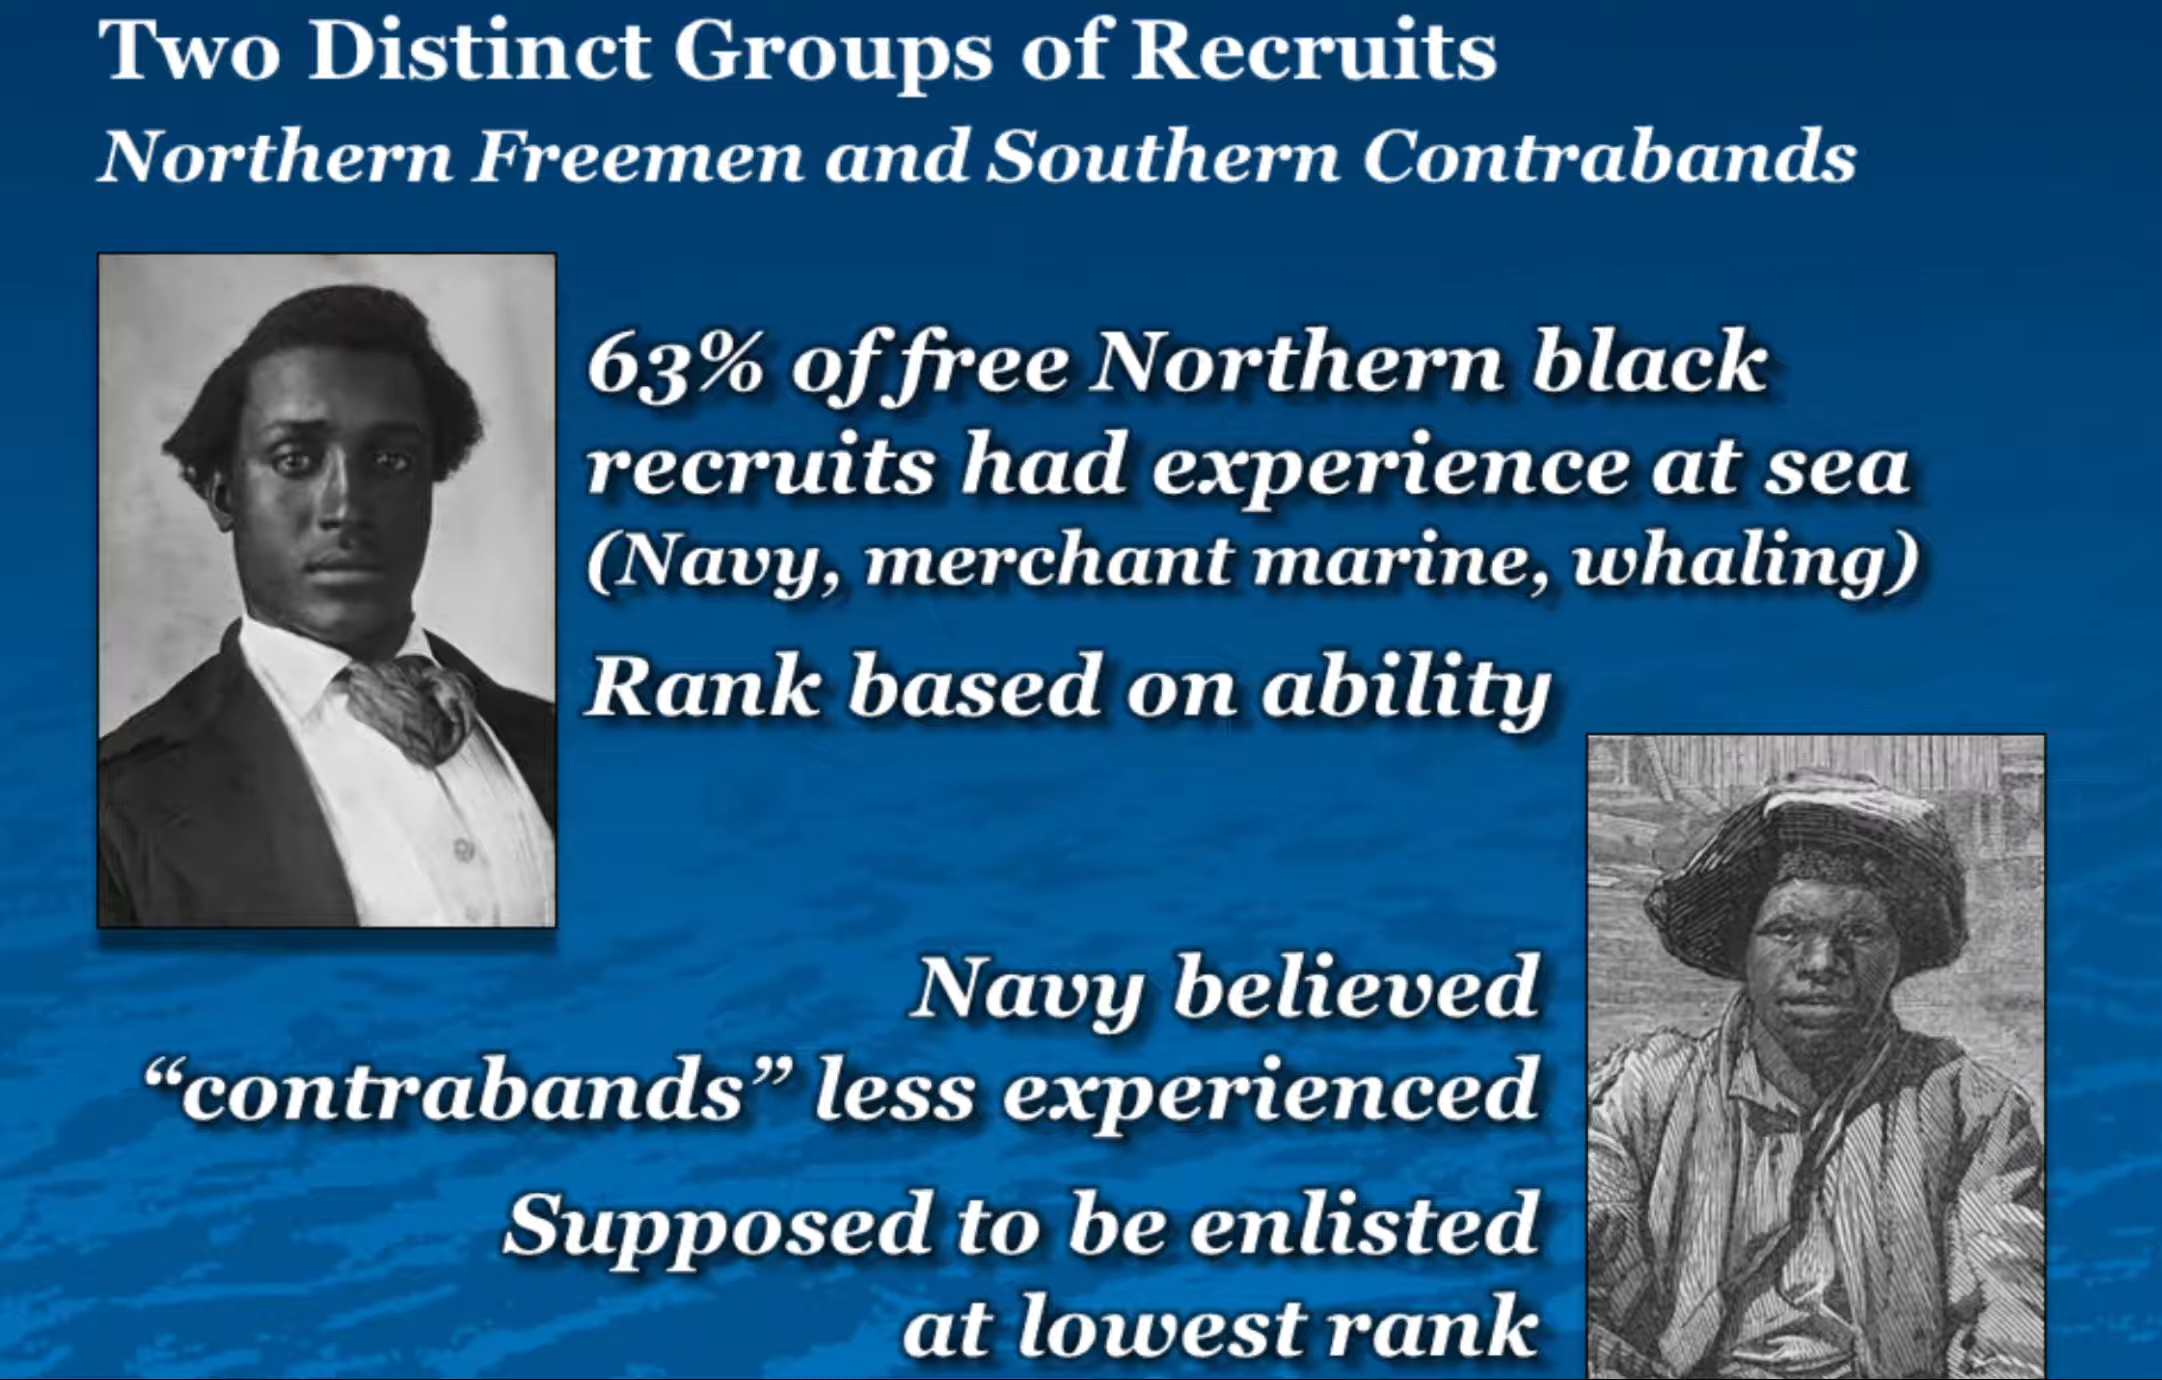 Two Distinct Groups of Recruits
Northern Freemen and Southern Contrabands
63% of free Northern black
recruits had experience at sea
(Navy, merchant marine, whaling)
Rank based on ability
Navy believed
“contrabands” less experienced
Supposed to be enlisted
at lowest rank